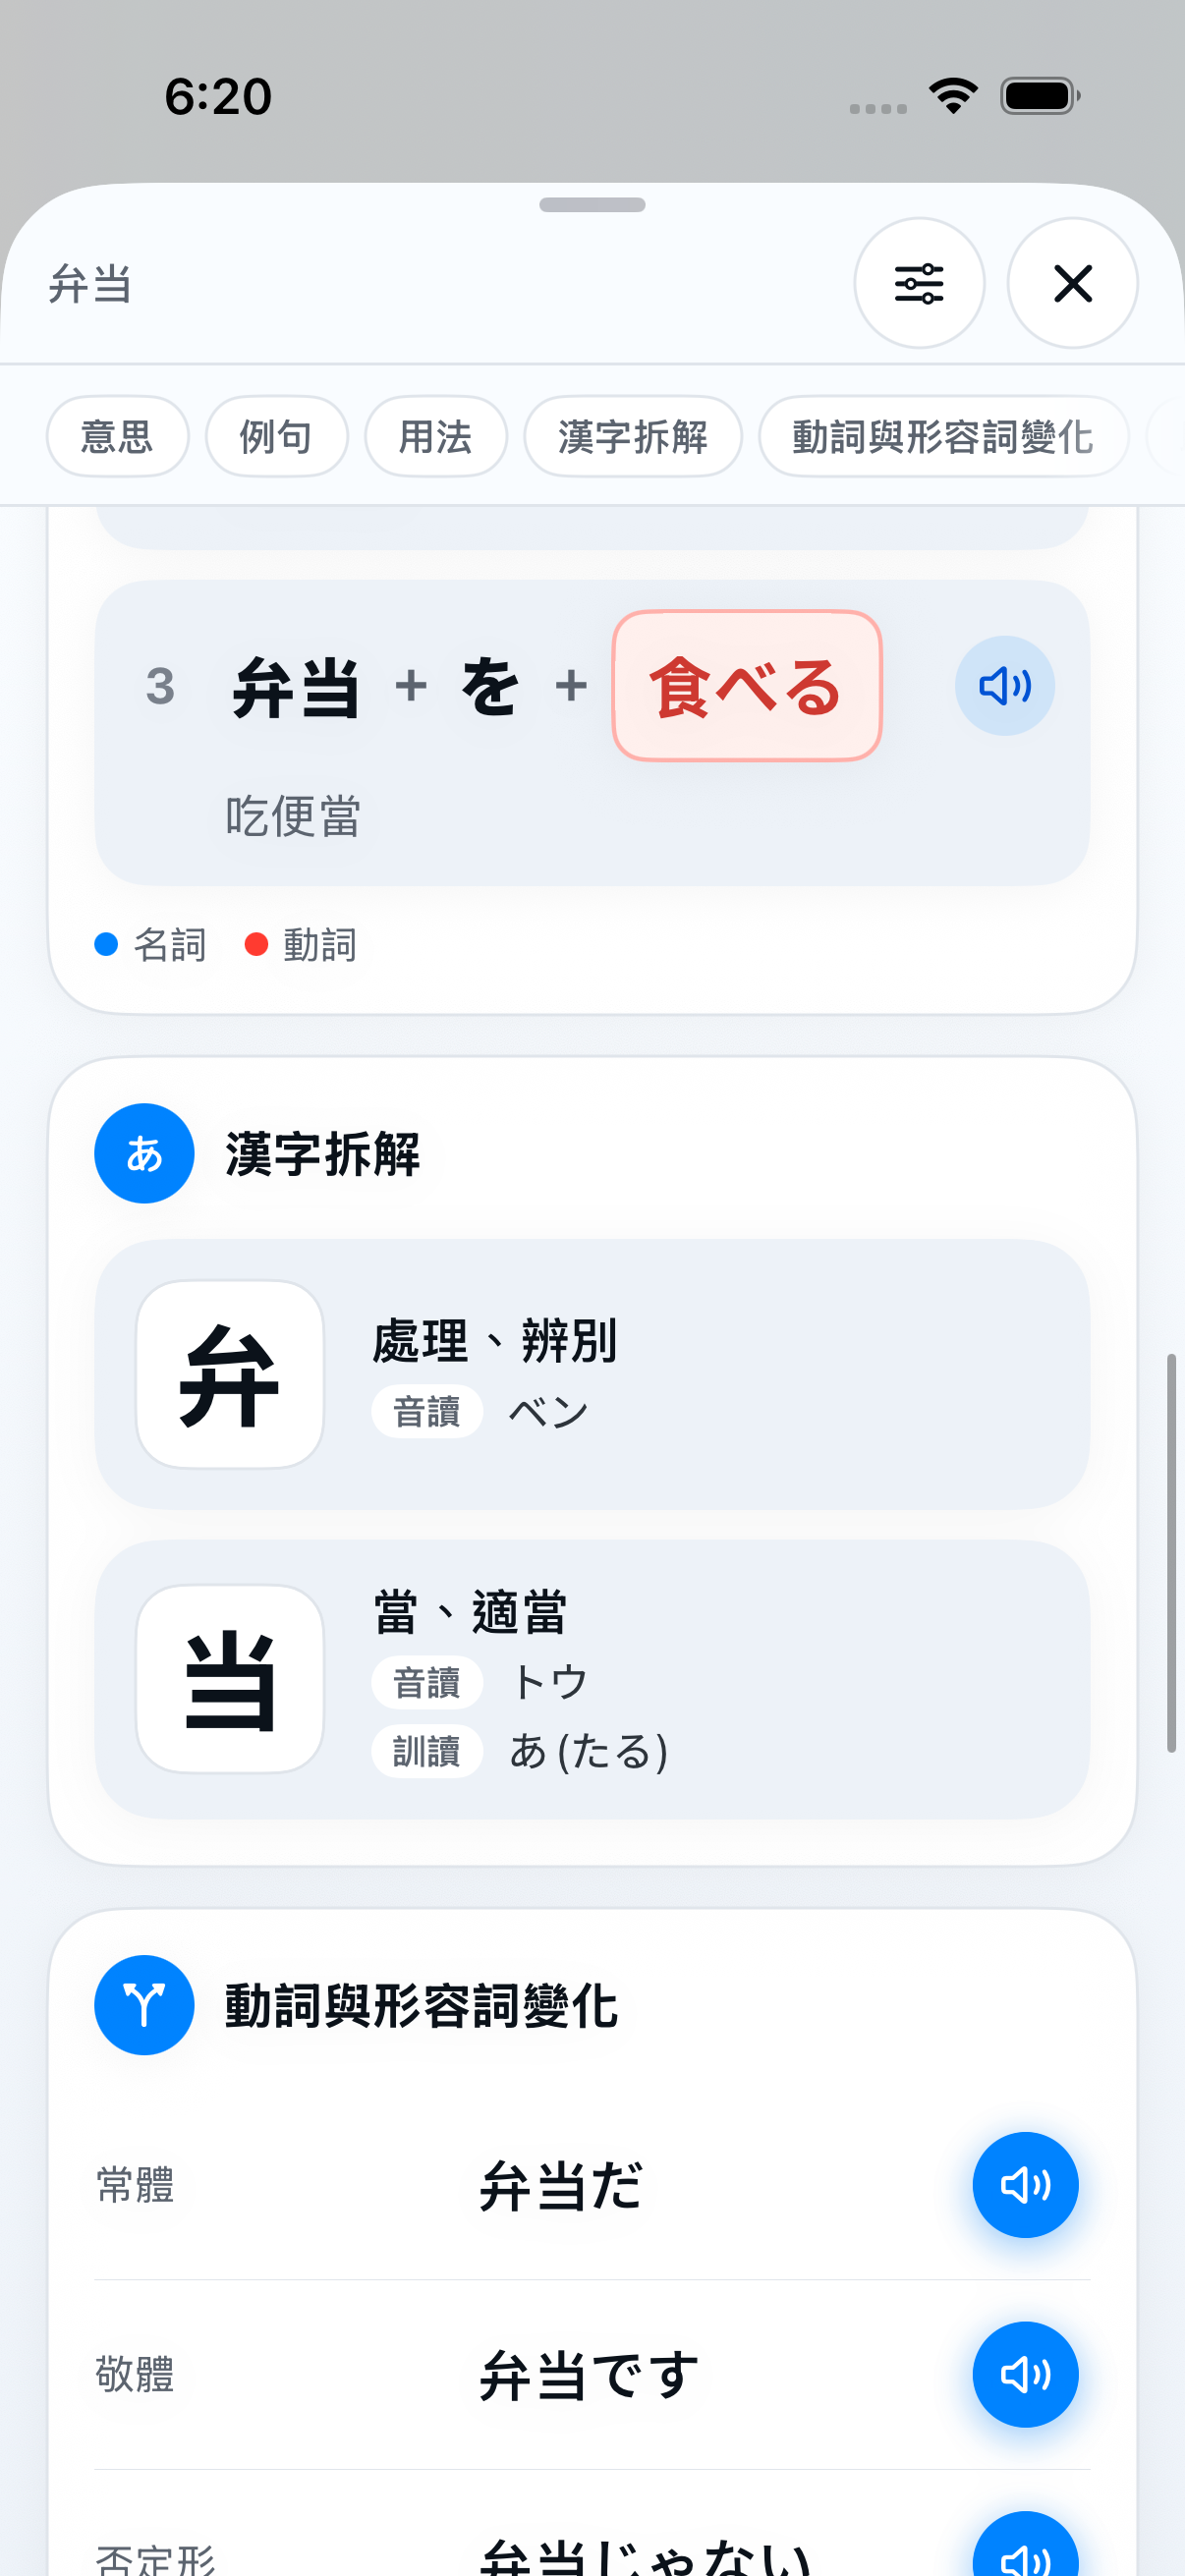 6:20
弁当
意思 例句 用法 漢字拆解 動詞與形容詞變化
3 弁当 + を + 食べる
吃便當
名詞 動詞
あ 漢字拆解
弁
處理、辨別
音讀 ベン
当
當、適當
音讀 トウ
訓讀 あ (たる)
動詞與形容詞變化
常體 弁当だ
敬體 弁当です
否定形 弁当じゃない